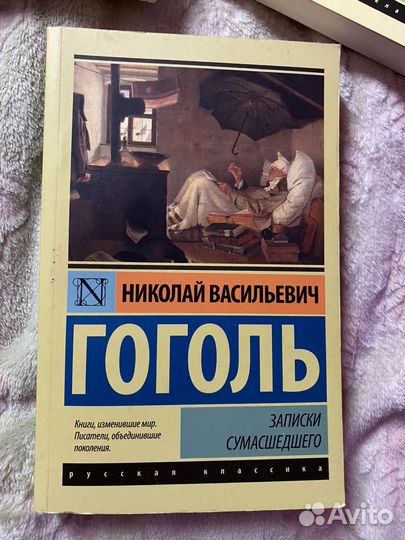 N
НИКОЛАЙ ВАСИЛЬЕВИЧ
ГОГОЛЬ
Книги, изменившие мир.
Писатели, объединившие
поколения.
ЗАПИСКИ
СУМАСШЕДШЕГО
русская классика
Avito